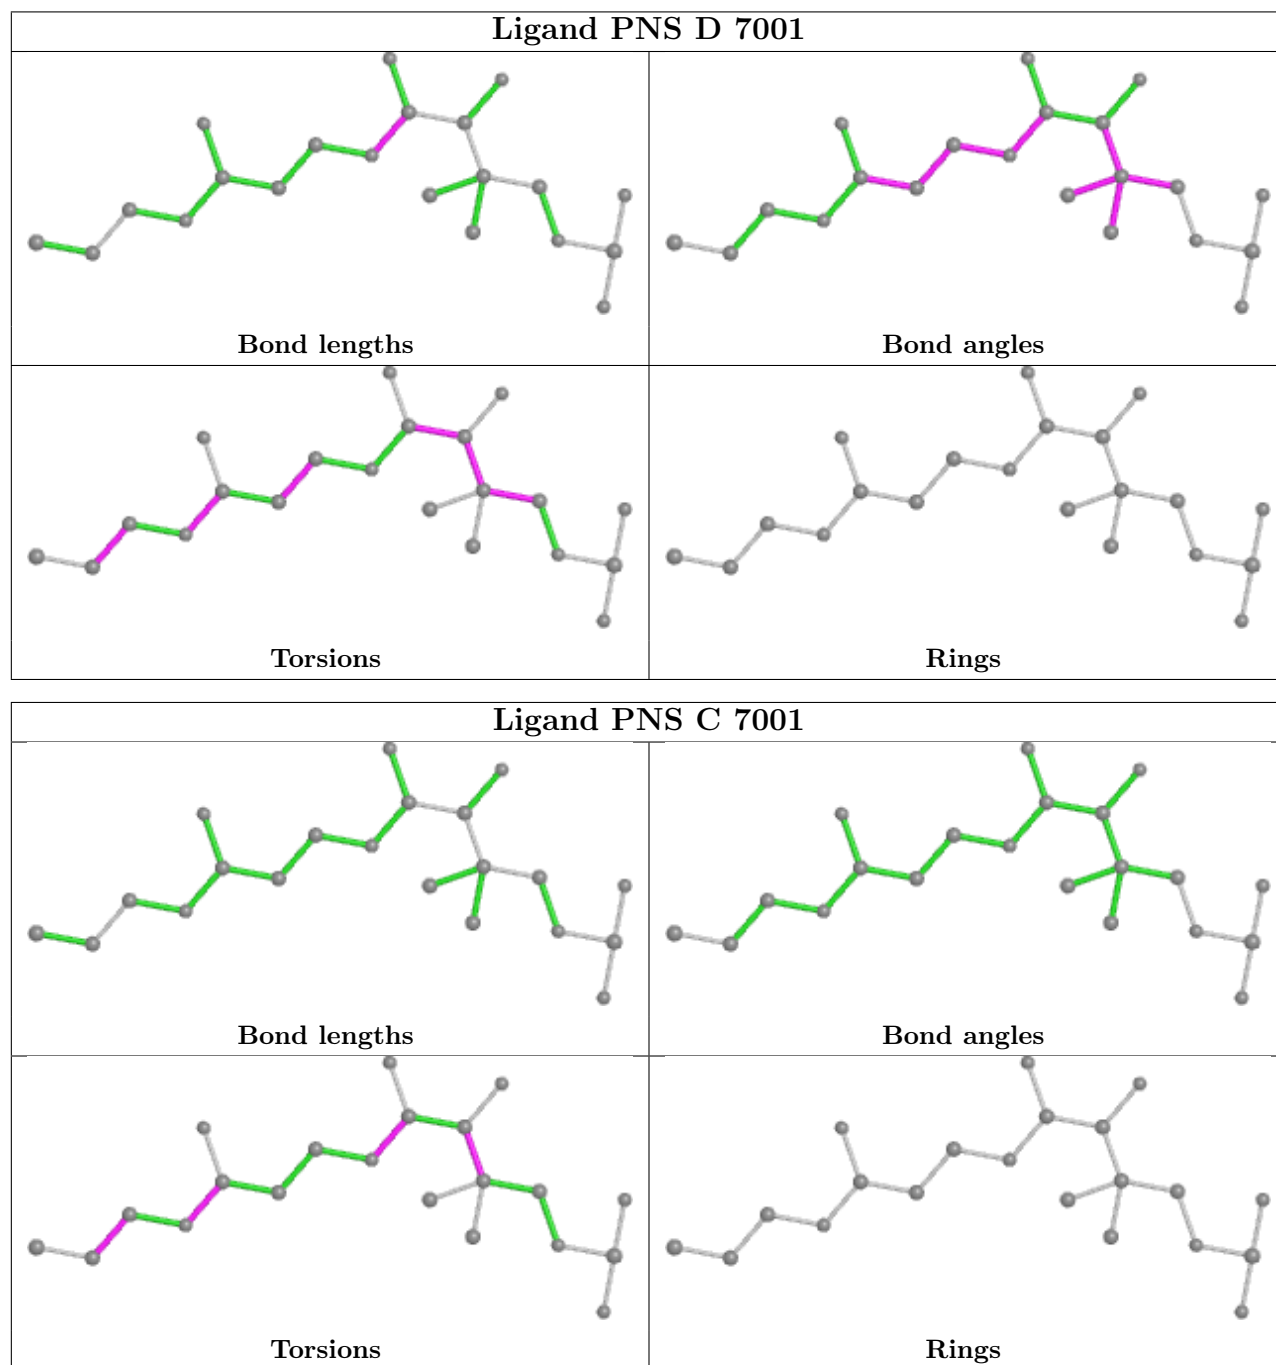 Ligand PNS D 7001
Bond lengths
Bond angles
Torsions
Rings
Ligand PNS C 7001
Bond lengths
Bond angles
Torsions
Rings